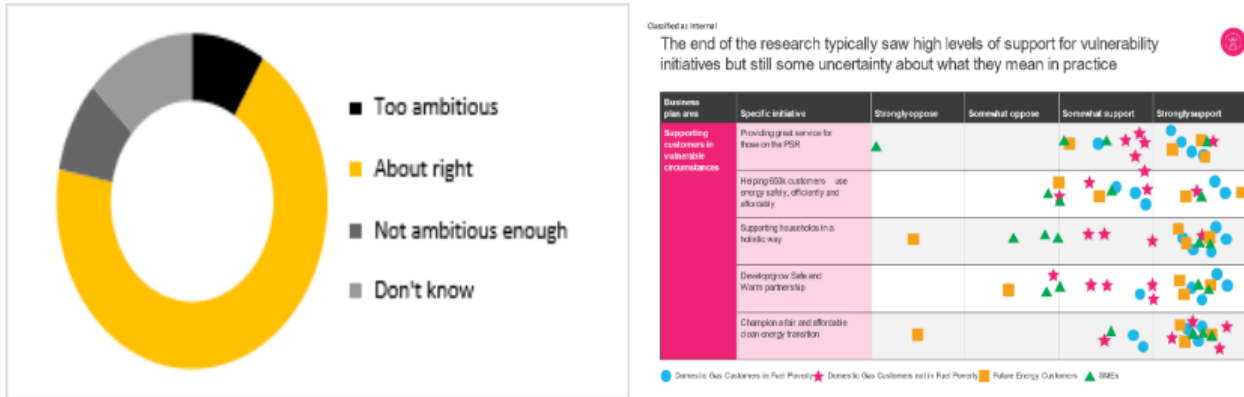 Too ambitious
About right
Not ambitious enough
Don't know
Classified as Internal
The end of the research typically saw high levels of support for vulnerability
initiatives but still some uncertainty about what they mean in practice
Business
plan area
Specific initiative
Strongly oppose
Somewhat oppose
Somewhat support
Strongly support
Supporting
customers in
vulnerable
circumstances
Providing great service for
those on the PSR
Helping 650k customers use
energy safely, efficiently and
affordably
Supporting households in a
holistic way
Develop/grow Safe and
Warm partnership
Champion a fair and affordable
clean energy transition
Domestic Gas Customers in Fuel Poverty
Domestic Gas Customers not in Fuel Poverty
Future Energy Customers
SMEs